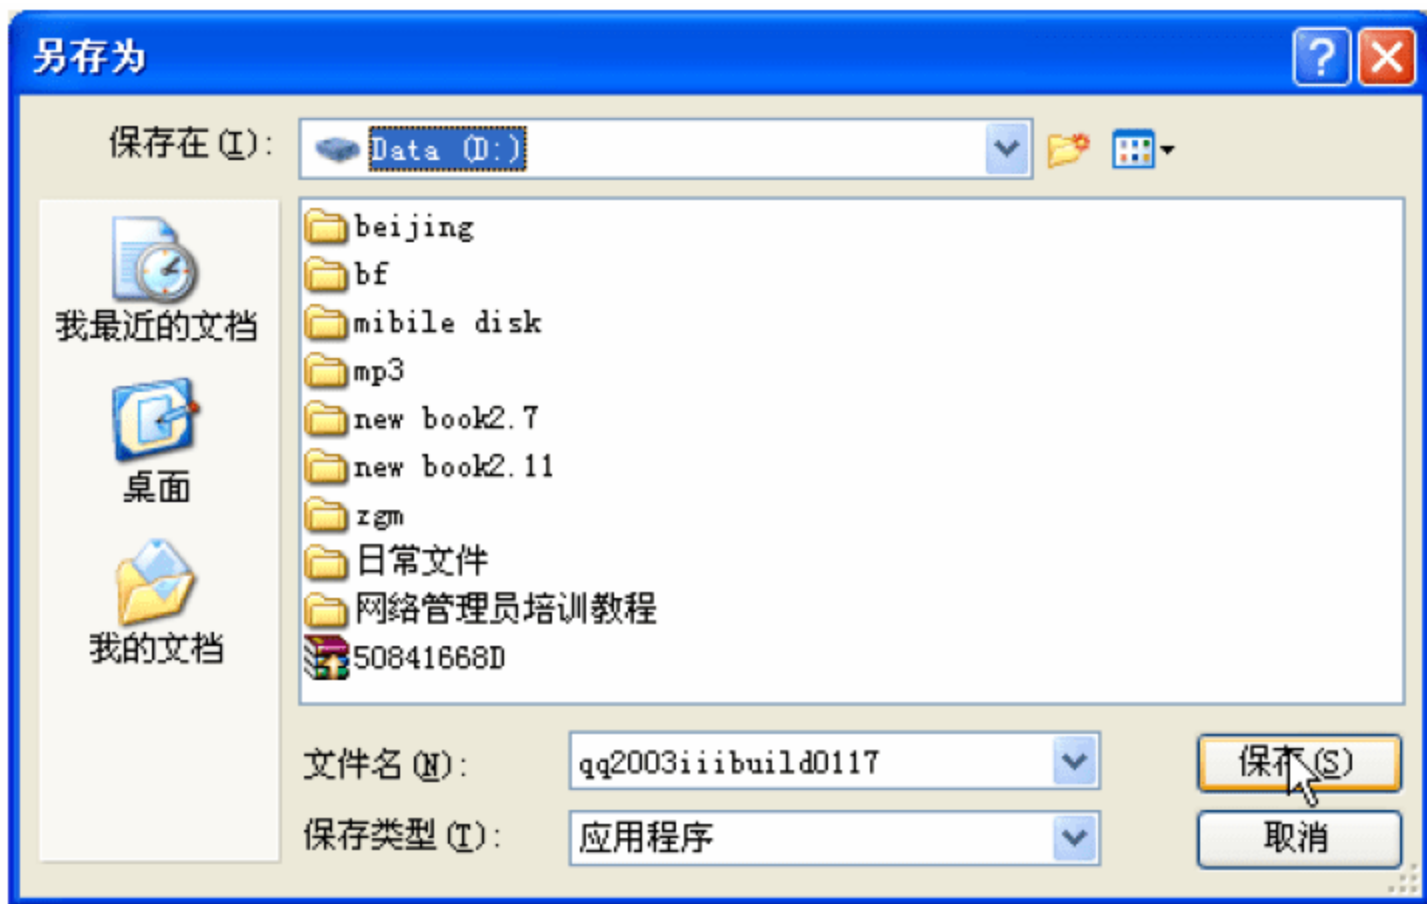 另存为
保存在(I):
Data (D:)
我最近的文档
桌面
我的文档
beijing
bf
mibile disk
mp3
new book2.7
new book2.11
zgm
日常文件
网络管理员培训教程
50841668D
文件名(N):
qq2003iiibuild0117
保存(S)
保存类型(T):
应用程序
取消